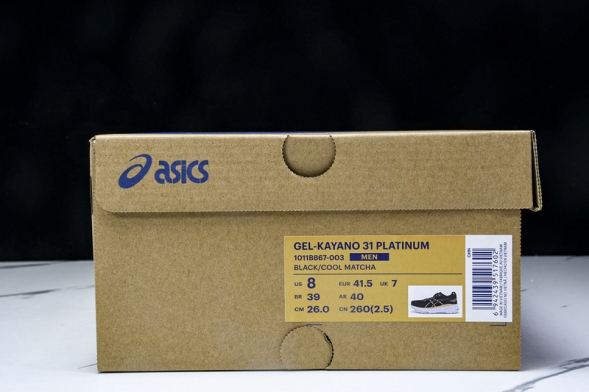 asics
GEL-KAYANO 31 PLATINUM
1011B867-003 MEN
BLACK/COOL MATCHA
US 8 EUR 41.5 UK 7
BR 39 AR 40
CM 26.0 CN 260(2.5)